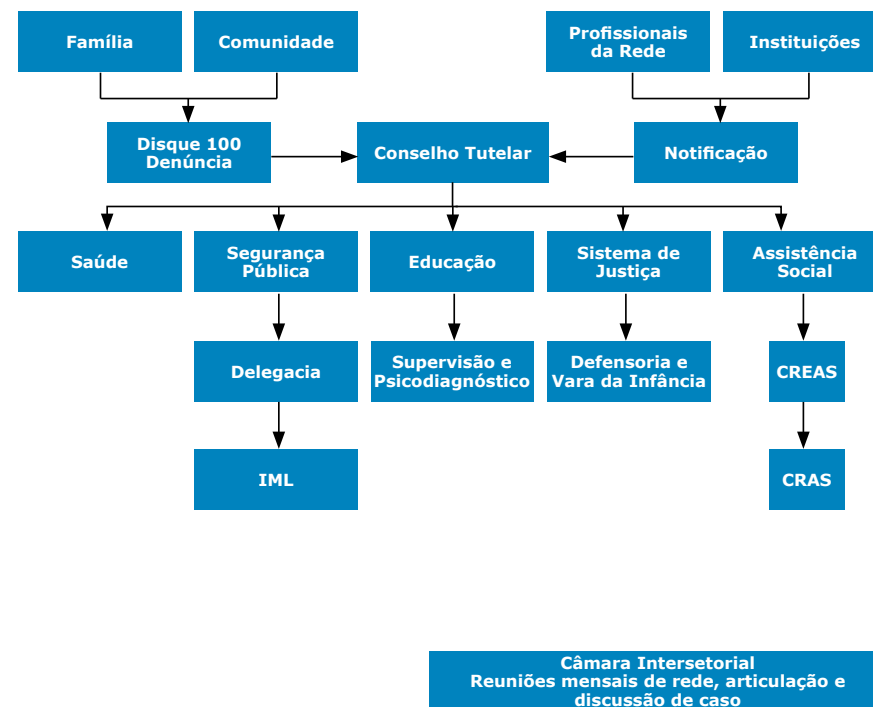 Família
Comunidade
Profissionais
da Rede
Instituições
Disque 100
Denúncia
Conselho Tutelar
Notificação
Saúde
Segurança
Pública
Educação
Sistema de
Justiça
Assistência
Social
Delegacia
Supervisão e
Psicodiagnóstico
Defensoria e
Vara da Infância
CREAS
IML
CRAS
Câmara Intersetorial
Reuniões mensais de rede, articulação e
discussão de caso